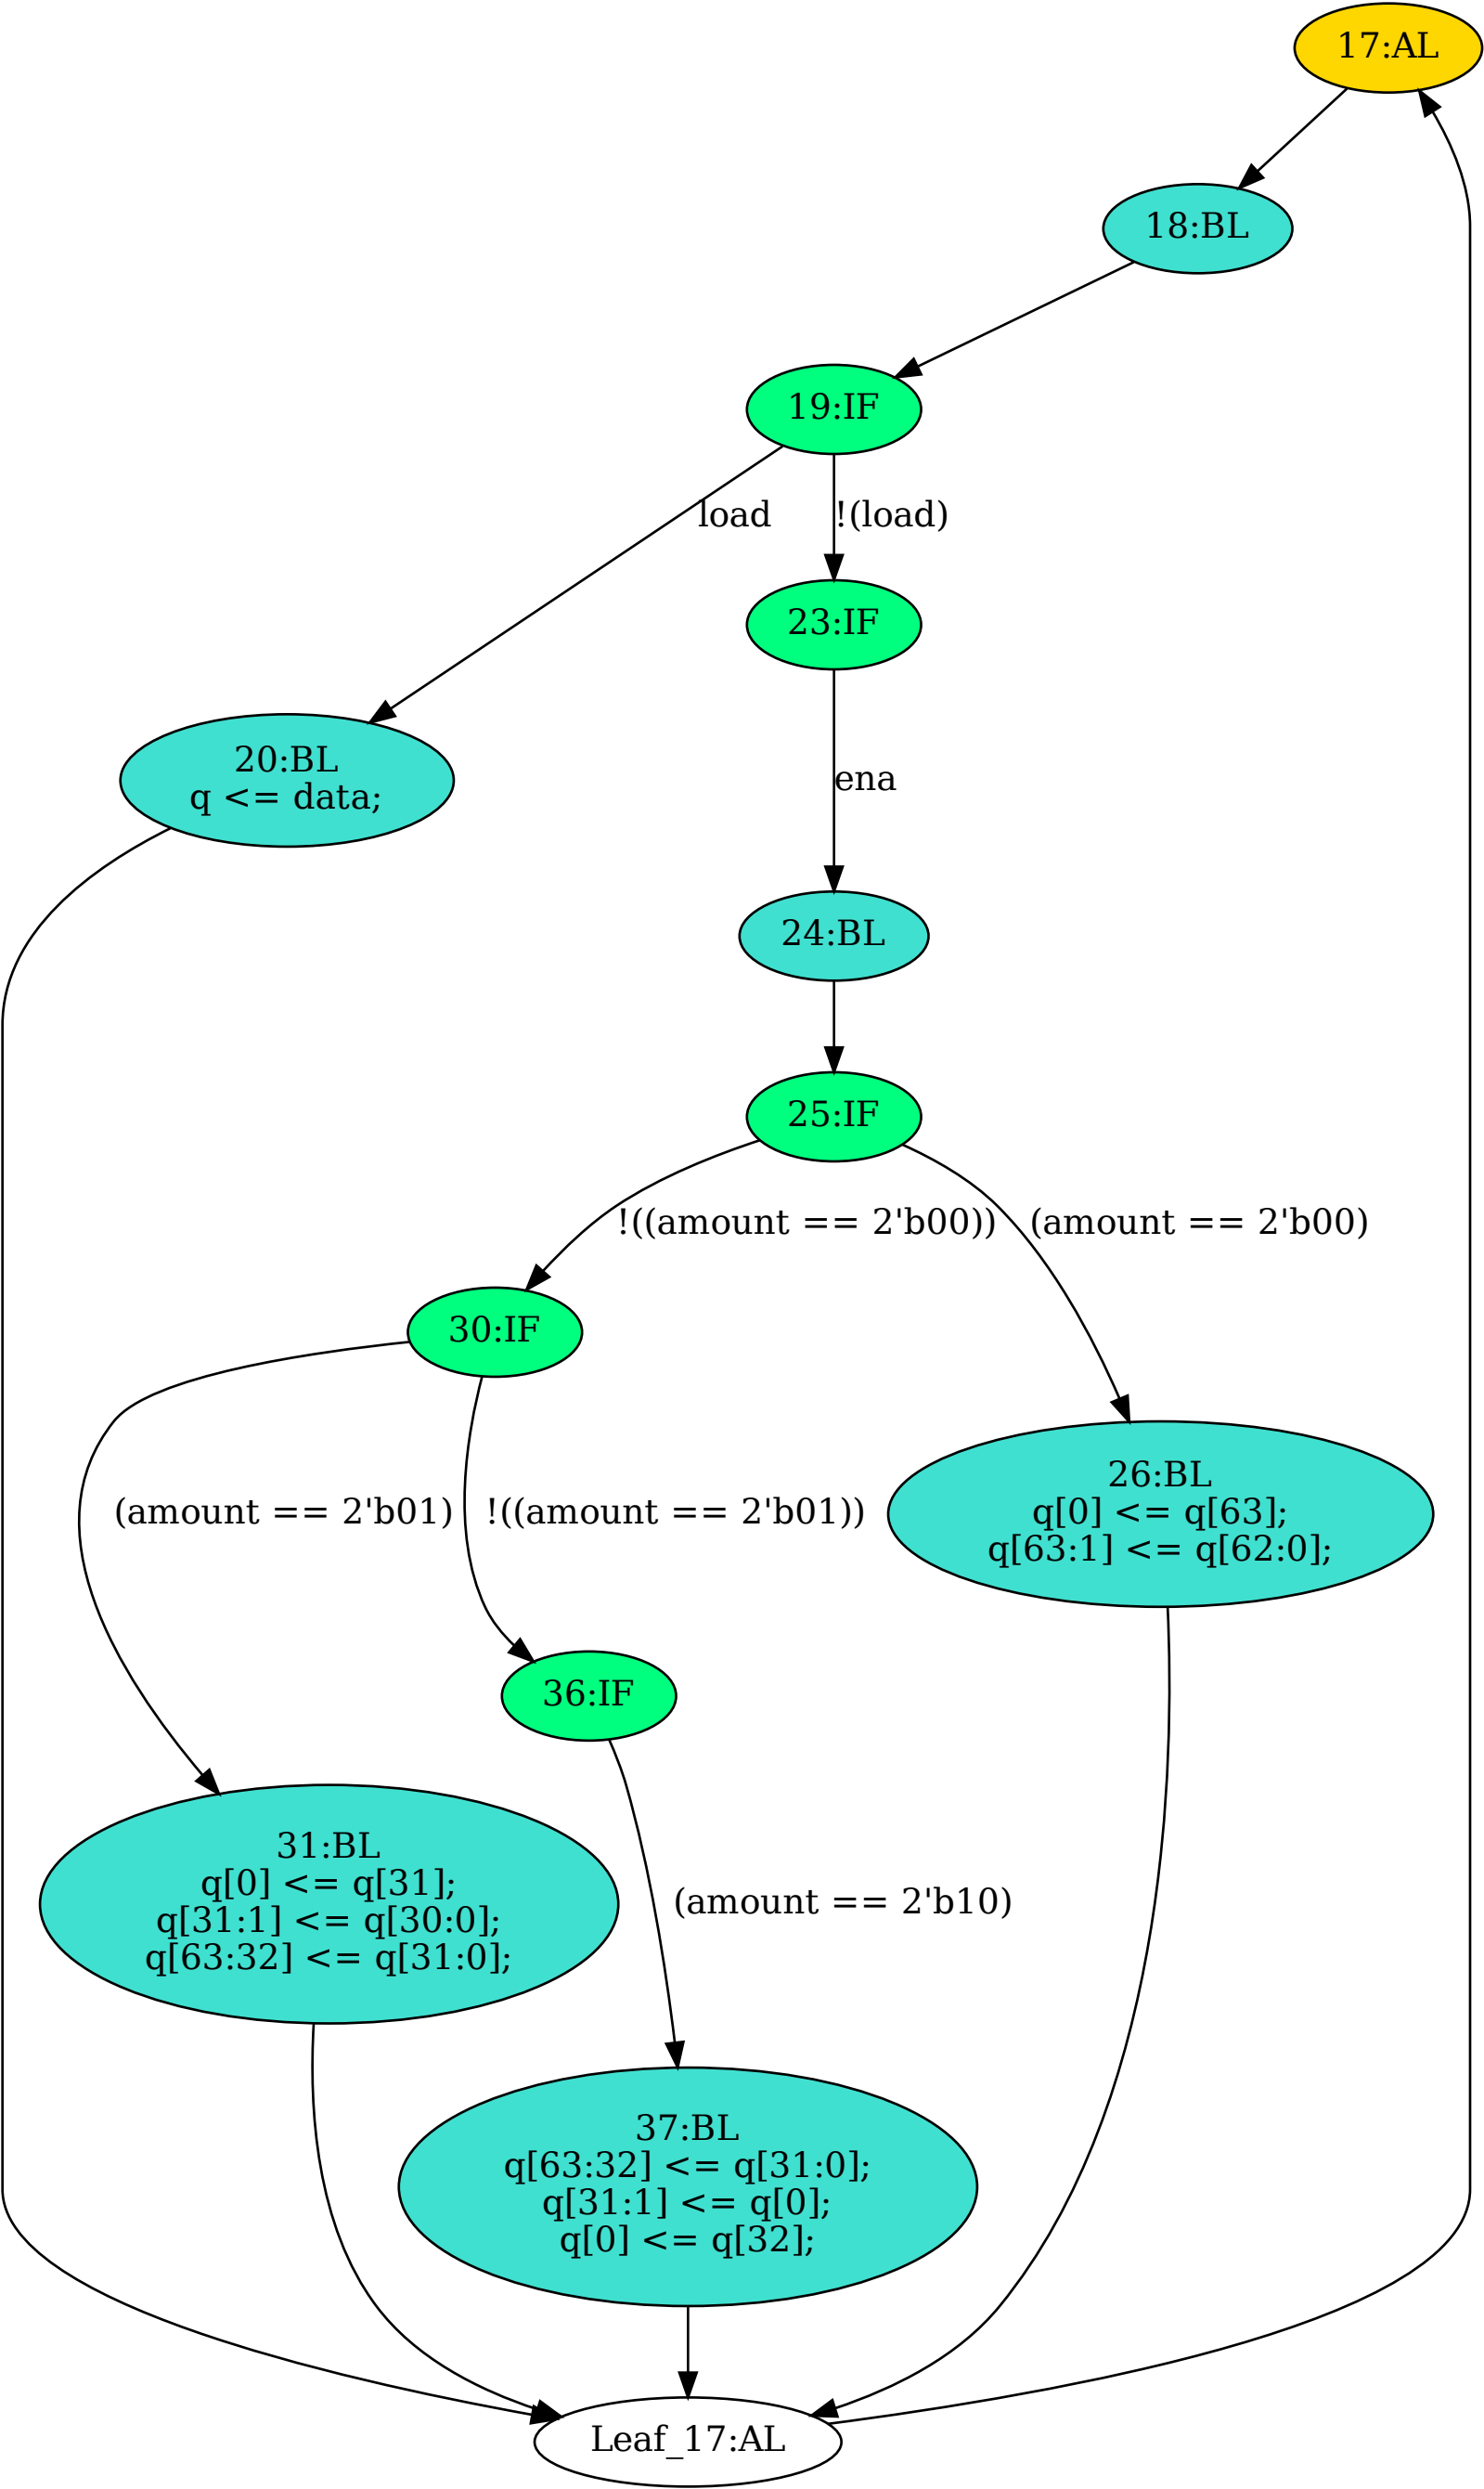 17:AL
18:BL
19:IF
load
!(load)
23:IF
20:BL
q <= data;
ena
24:BL
25:IF
!((amount == 2'b00))
(amount == 2'b00)
30:IF
(amount == 2'b01)
!((amount == 2'b01))
26:BL
q[0] <= q[63];
q[63:1] <= q[62:0];
36:IF
31:BL
q[0] <= q[31];
q[31:1] <= q[30:0];
q[63:32] <= q[31:0];
(amount == 2'b10)
37:BL
q[63:32] <= q[31:0];
q[31:1] <= q[0];
q[0] <= q[32];
Leaf_17:AL